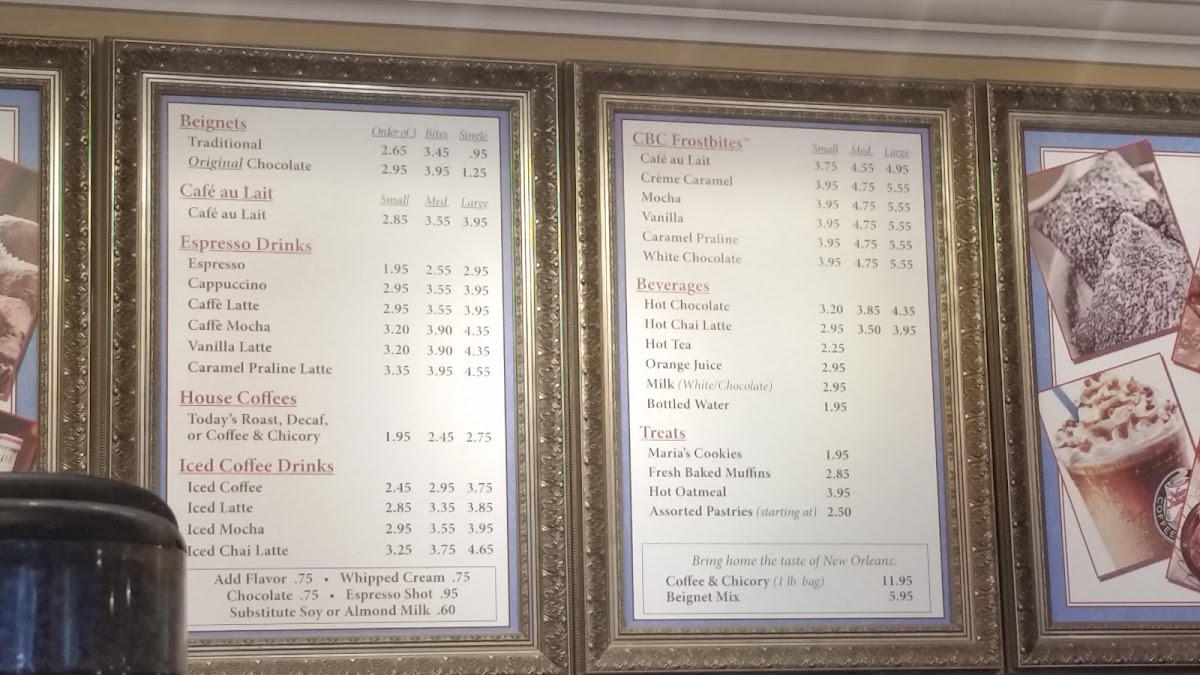 Beignets Order of 3 Bites Single
Traditional 2.65 3.45 .95
Original Chocolate 2.95 3.95 1.25
Café au Lait Small Med. Large
Café au Lait 2.85 3.55 3.95
Espresso Drinks
Espresso 1.95 2.55 2.95
Cappuccino 2.95 3.55 3.95
Caffè Latte 2.95 3.55 3.95
Caffè Mocha 3.20 3.90 4.35
Vanilla Latte 3.20 3.90 4.35
Caramel Praline Latte 3.35 3.95 4.55
House Coffees
Today's Roast, Decaf,
or Coffee & Chicory 1.95 2.45 2.75
Iced Coffee Drinks
Iced Coffee 2.45 2.95 3.75
Iced Latte 2.85 3.35 3.85
Iced Mocha 2.95 3.55 3.95
Iced Chai Latte 3.25 3.75 4.65
Add Flavor .75 • Whipped Cream .75
Chocolate .75 • Espresso Shot .95
Substitute Soy or Almond Milk .60
CBC Frostbites™ Small Med. Large
Café au Lait 3.75 4.55 4.95
Crème Caramel 3.95 4.75 5.55
Mocha 3.95 4.75 5.55
Vanilla 3.95 4.75 5.55
Caramel Praline 3.95 4.75 5.55
White Chocolate 3.95 4.75 5.55
Beverages
Hot Chocolate 3.20 3.85 4.35
Hot Chai Latte 2.95 3.50 3.95
Hot Tea 2.25
Orange Juice 2.95
Milk (White/Chocolate) 2.95
Bottled Water 1.95
Treats
Maria's Cookies 1.95
Fresh Baked Muffins 2.85
Hot Oatmeal 3.95
Assorted Pastries (starting at) 2.50
Bring home the taste of New Orleans:
Coffee & Chicory (1 lb. bag) 11.95
Beignet Mix 5.95
COFFEE